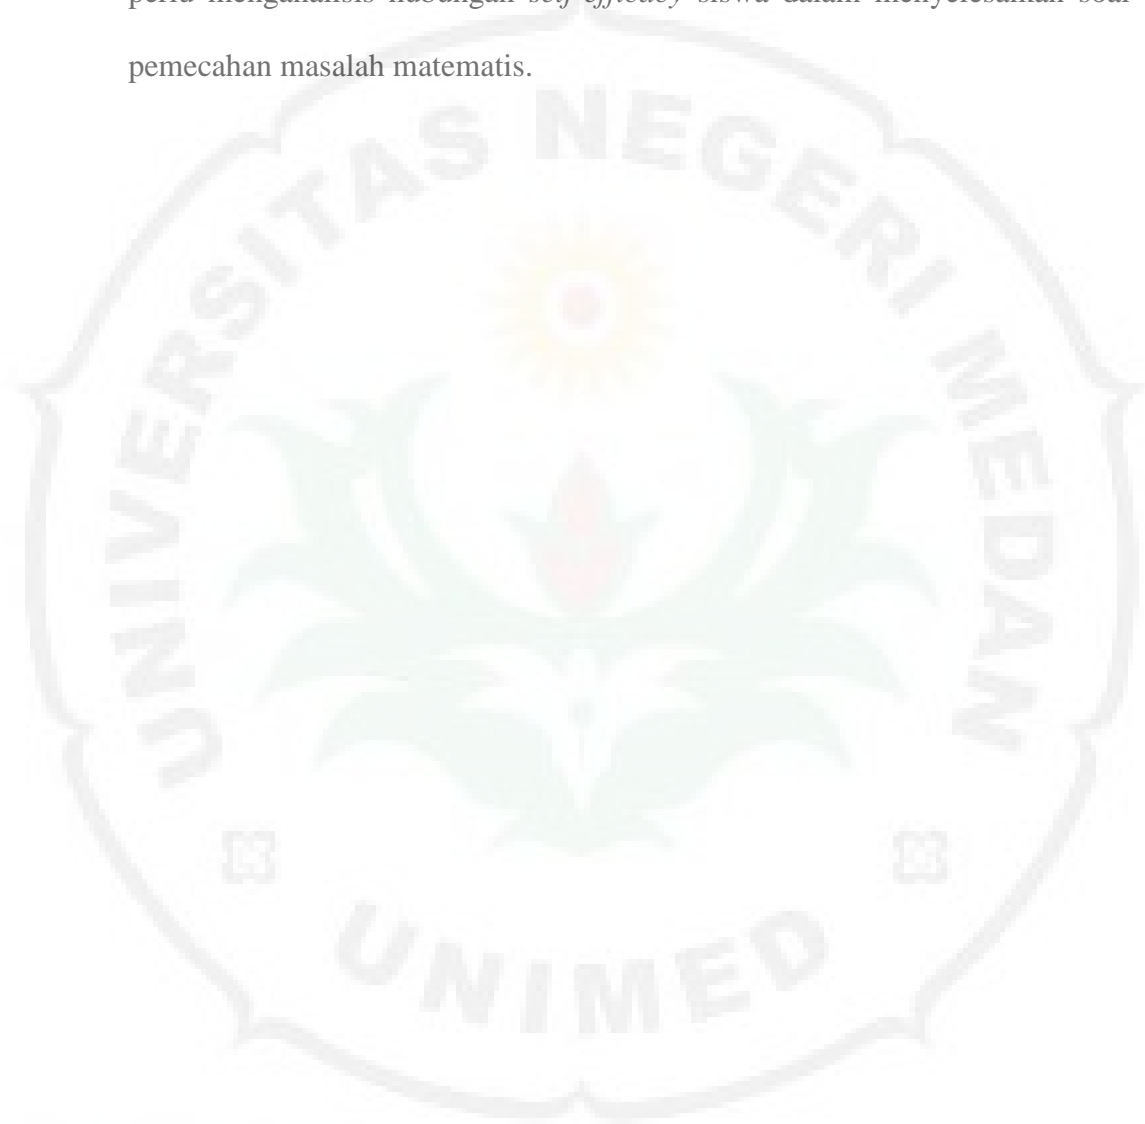 perlu menganalisis hubungan self-efficacy siswa dalam menyelesaikan soal
pemecahan masalah matematis.
UNIVERSITAS NEGERI MEDAN
UNIMED